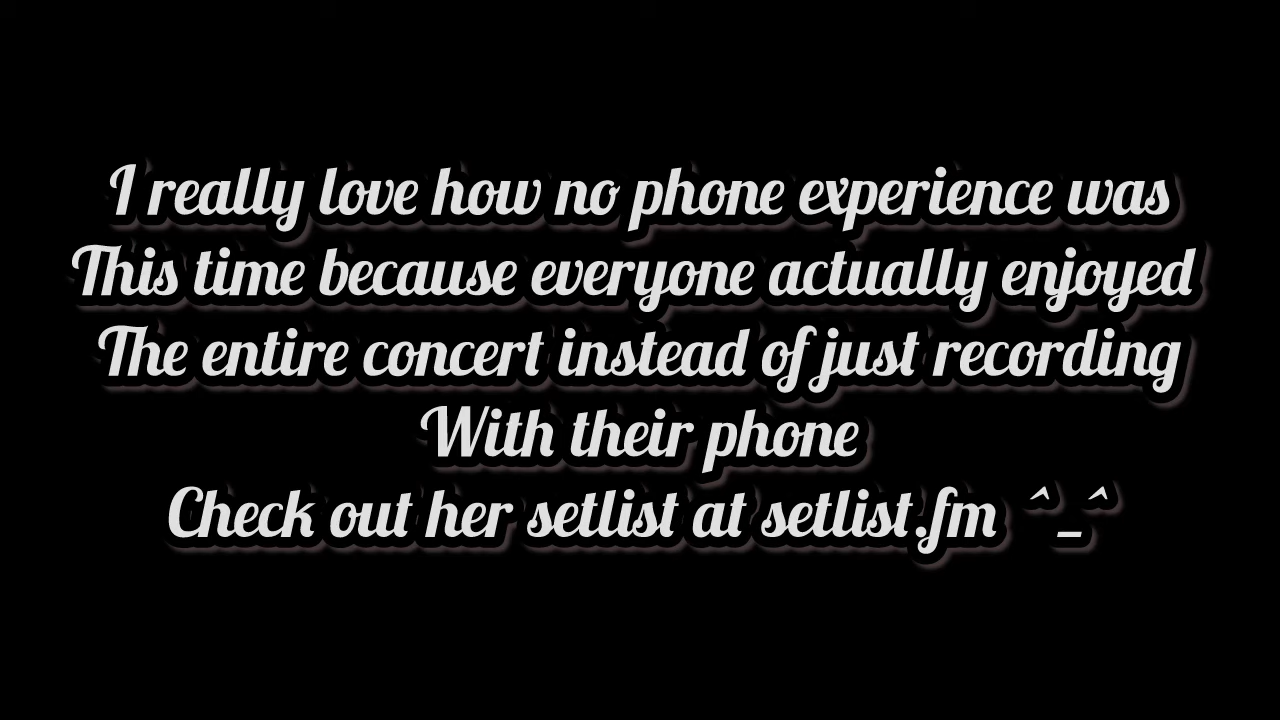 I really love how no phone experience was
This time because everyone actually enjoyed
The entire concert instead of just recording
With their phone
Check out her setlist at setlist.fm ^_^